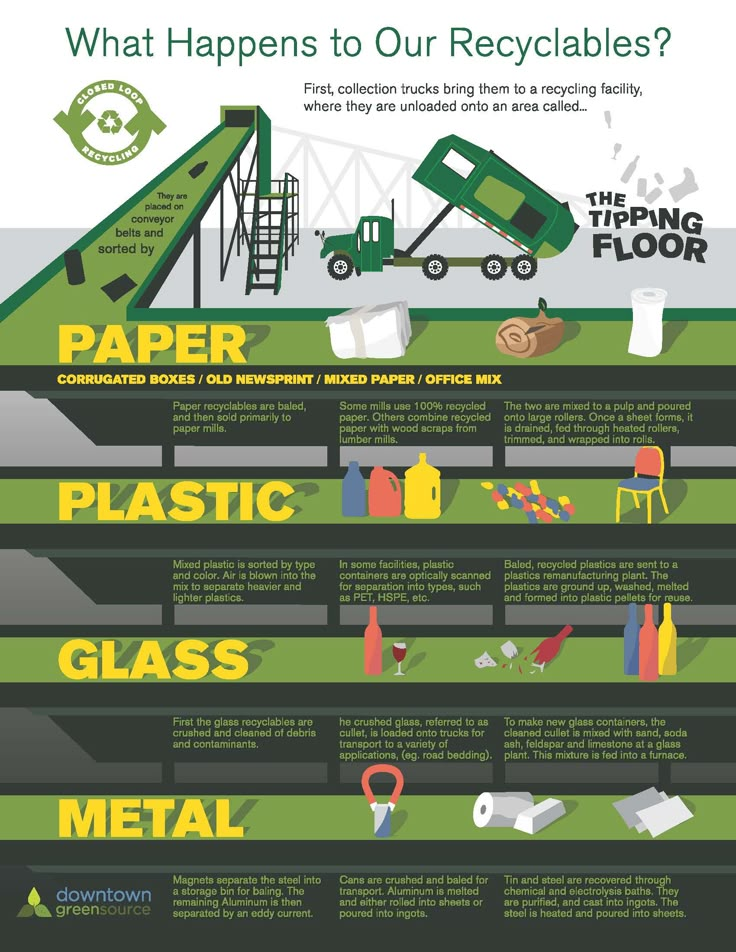 What Happens to Our Recyclables?
CLOSED LOOP
RECYCLING
First, collection trucks bring them to a recycling facility,
where they are unloaded onto an area called...
They are
placed on
conveyor
belts and
sorted by
THE
TIPPING
FLOOR
PAPER
CORRUGATED BOXES / OLD NEWSPRINT / MIXED PAPER / OFFICE MIX
Paper recyclables are baled,
and then sold primarily to
paper mills.
Some mills use 100% recycled
paper. Others combine recycled
paper with wood scraps from
lumber mills.
The two are mixed to a pulp and poured
onto large rollers. Once a sheet forms, it
is drained, fed through heated rollers,
trimmed, and wrapped into rolls.
PLASTIC
Mixed plastic is sorted by type
and color. Air is blown into the
mix to separate heavier and
lighter plastics.
In some facilities, plastic
containers are optically scanned
for separation into types, such
as PET, HSPE, etc.
Baled, recycled plastics are sent to a
plastics remanufacturing plant. The
plastics are ground up, washed, melted
and formed into plastic pellets for reuse.
GLASS
First the glass recyclables are
crushed and cleaned of debris
and contaminants.
he crushed glass, referred to as
cullet, is loaded onto trucks for
transport to a variety of
applications, (eg. road bedding).
To make new glass containers, the
cleaned cullet is mixed with sand, soda
ash, feldspar and limestone at a glass
plant. This mixture is fed into a furnace.
METAL
Magnets separate the steel into
a storage bin for baling. The
remaining Aluminum is then
separated by an eddy current.
Cans are crushed and baled for
transport. Aluminum is melted
and either rolled into sheets or
poured into ingots.
Tin and steel are recovered through
chemical and electrolysis baths. They
are purified, and cast into ingots. The
steel is heated and poured into sheets.
downtown
greensource